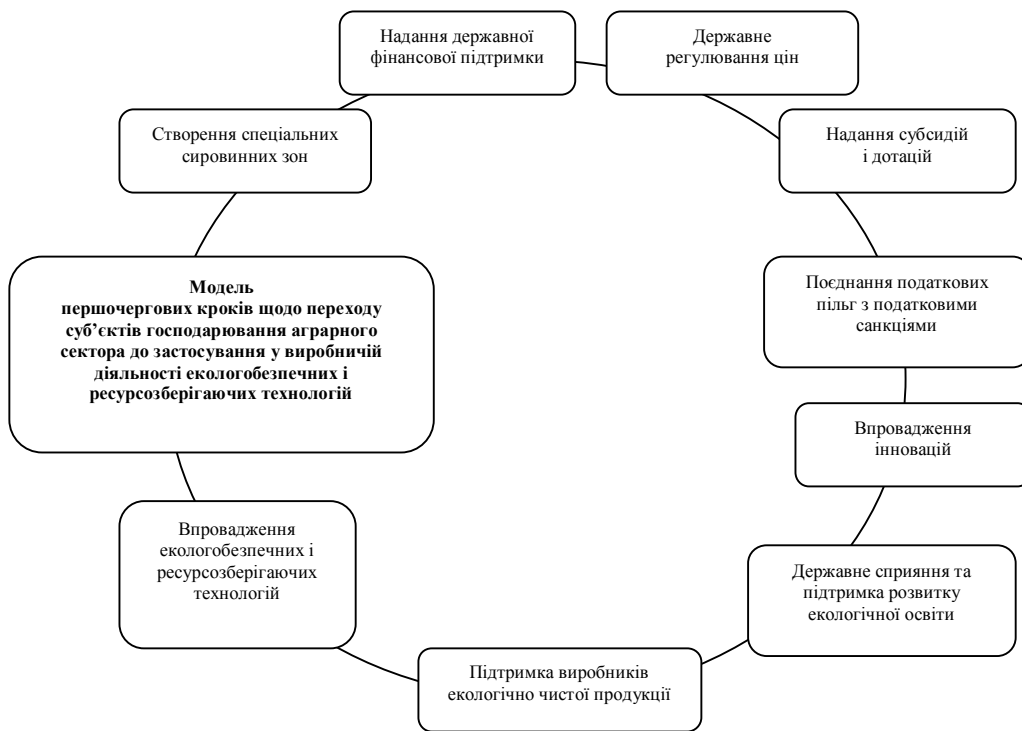 Надання державної
фінансової підтримки
Державне
регулювання цін
Створення спеціальних
сировинних зон
Надання субсидій
і дотацій
Модель
першочергових кроків щодо переходу
суб’єктів господарювання аграрного
сектора до застосування у виробничій
діяльності екологобезпечних і
ресурсозберігаючих технологій
Поєднання податкових
пільг з податковими
санкціями
Впровадження
інновацій
Впровадження
екологобезпечних і
ресурсозберігаючих
технологій
Державне сприяння та
підтримка розвитку
екологічної освіти
Підтримка виробників
екологічно чистої продукції